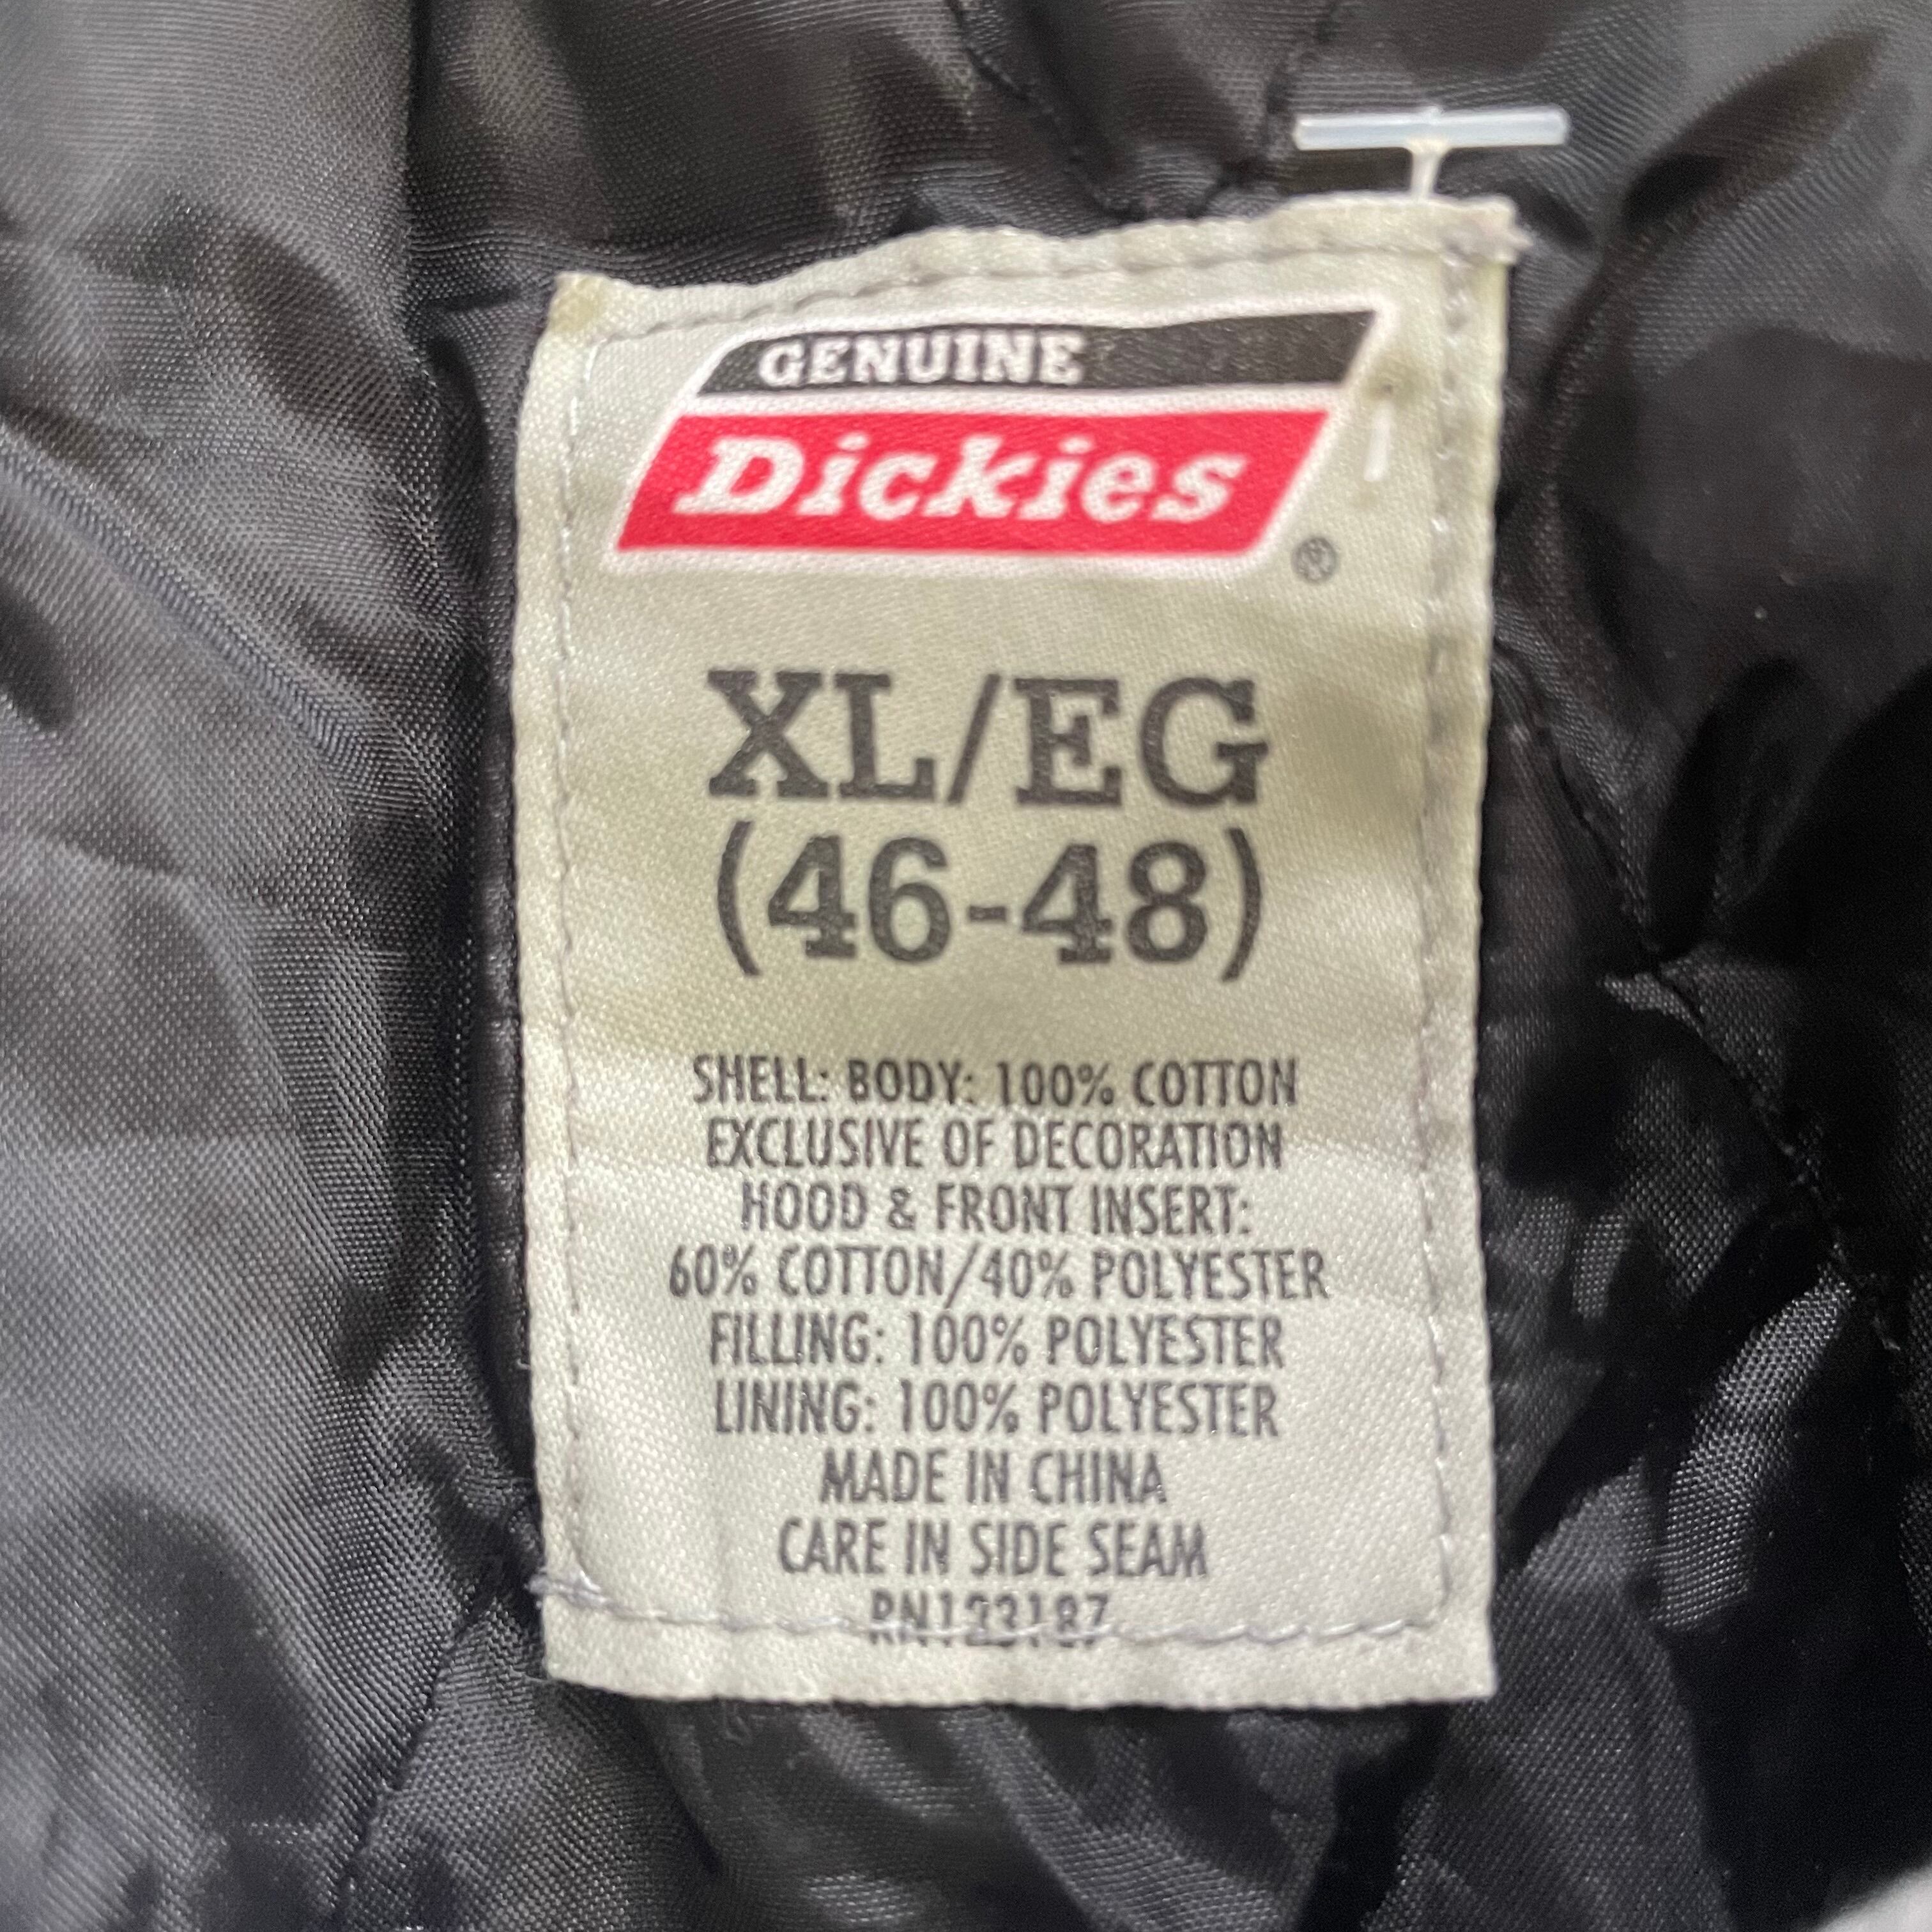 GENUINE
Dickies
®
XL/EG
(46-48)
SHELL: BODY: 100% COTTON
EXCLUSIVE OF DECORATION
HOOD & FRONT INSERT:
60% COTTON/40% POLYESTER
FILLING: 100% POLYESTER
LINING: 100% POLYESTER
MADE IN CHINA
CARE IN SIDE SEAM
RN123187